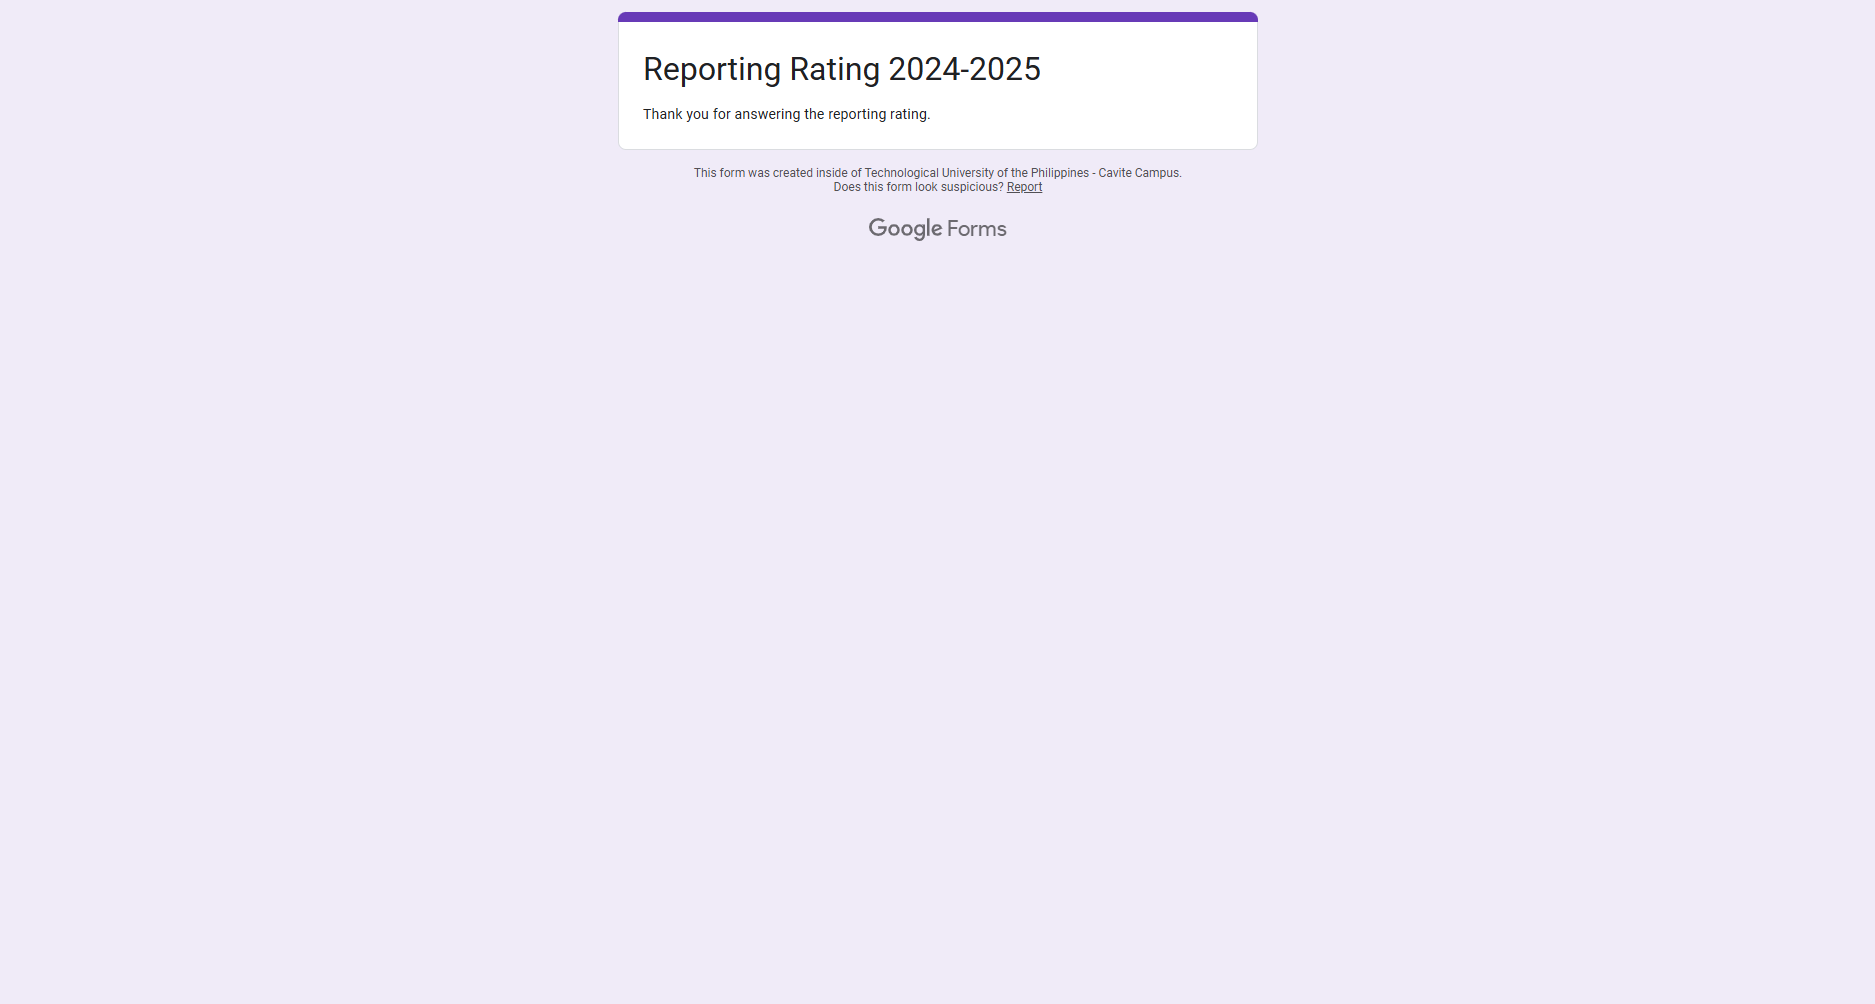 Reporting Rating 2024-2025
Thank you for answering the reporting rating.
This form was created inside of Technological University of the Philippines - Cavite Campus.
Does this form look suspicious? Report
Google Forms